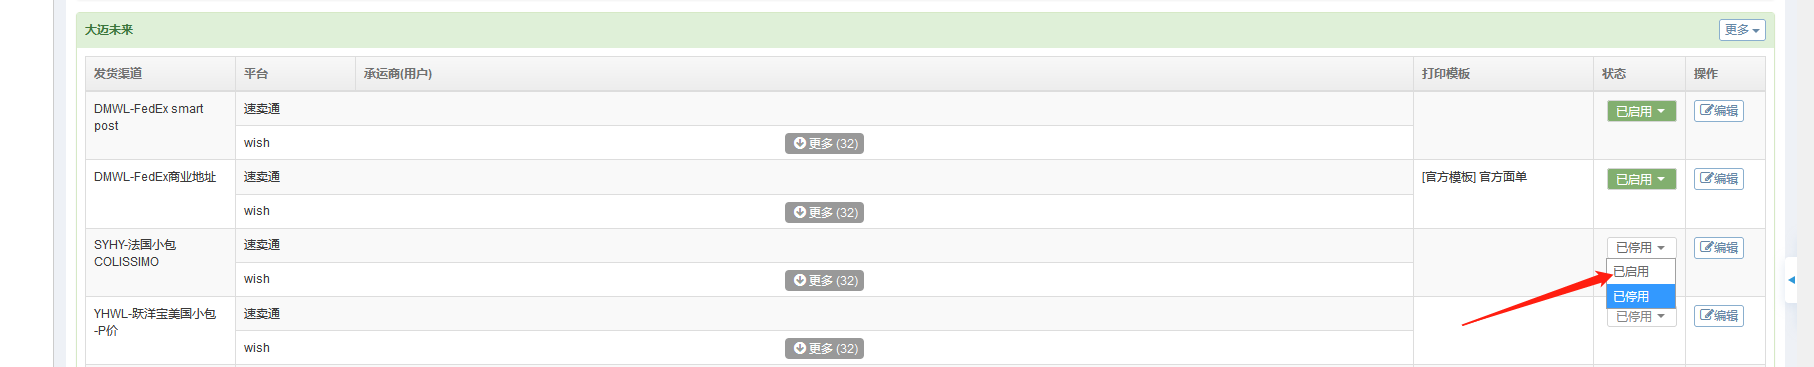 大迈未来
更多
发货渠道 平台 承运商(用户) 打印模板 状态 操作
DMWL-FedEx smart post 速卖通 已启用 编辑
wish 更多 (32)
DMWL-FedEx商业地址 速卖通 [官方模板] 官方面单 已启用 编辑
wish 更多 (32)
SYHY-法国小包 COLISSIMO 速卖通 已停用 编辑
已启用
wish 更多 (32)
已停用
YHWL-跃洋宝美国小包-P价 速卖通 已停用 编辑
wish 更多 (32)